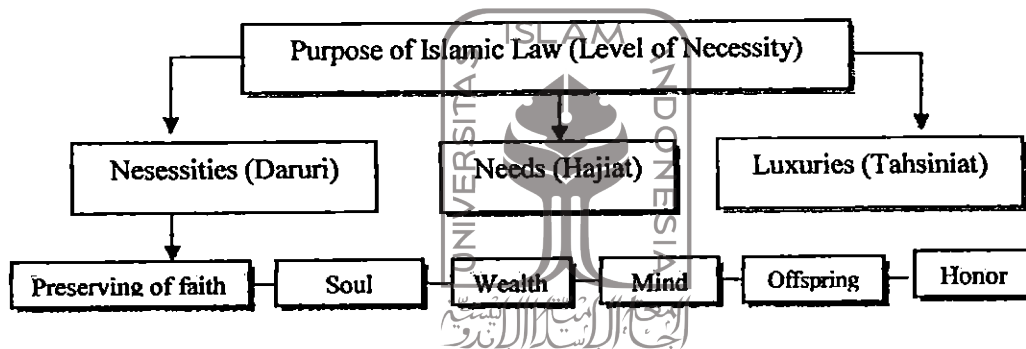 Purpose of Islamic Law (Level of Necessity)
Nesessities (Daruri)
Needs (Hajiat)
Luxuries (Tahsiniat)
Preserving of faith
Soul
Wealth
Mind
Offspring
Honor
ISLAM
UNIVERSITAS
INDONESIA